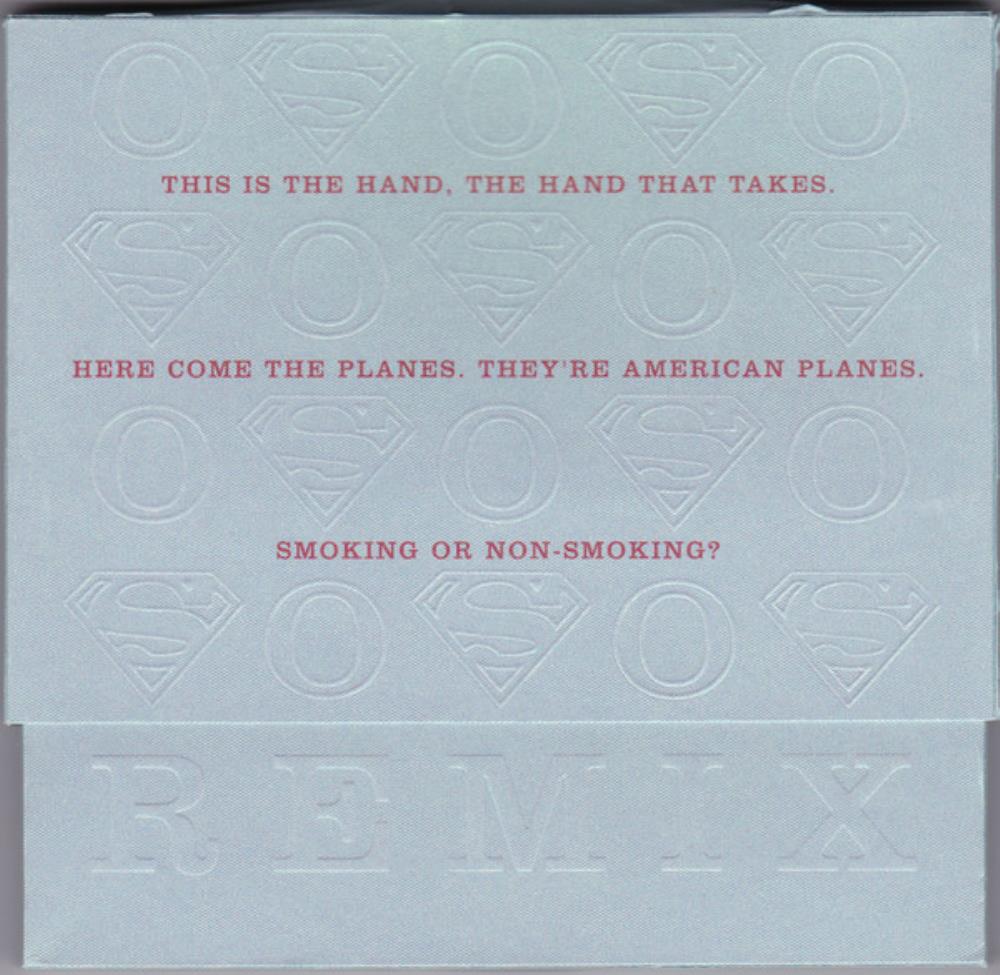 O S O S O
THIS IS THE HAND, THE HAND THAT TAKES.
S O S O S
HERE COME THE PLANES. THEY'RE AMERICAN PLANES.
O S O S O
SMOKING OR NON-SMOKING?
S O S O S
REMIX